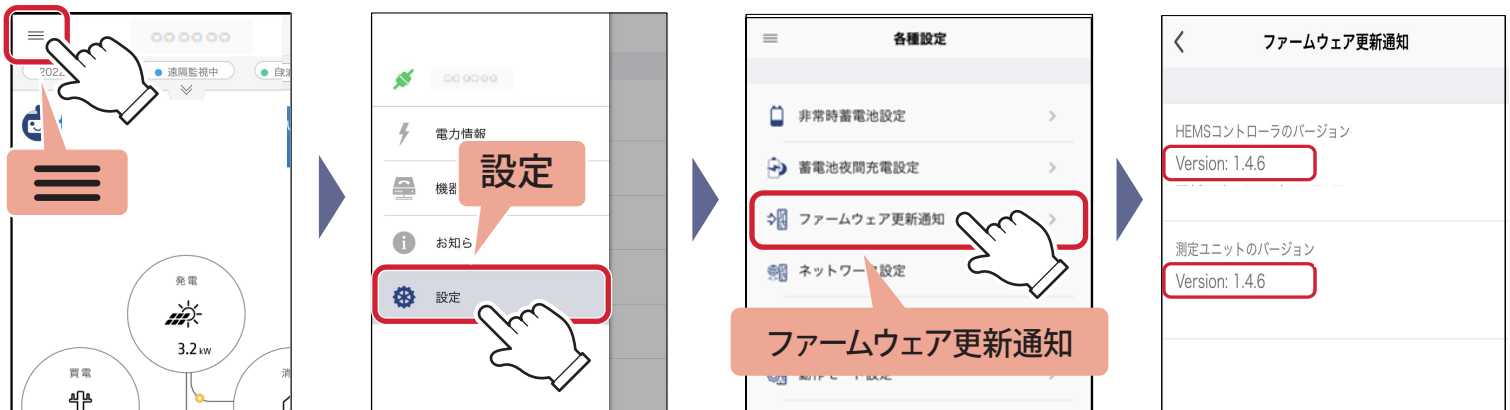 2022
遠隔監視中
発電
3.2 kW
買電
電力情報
設定
機器
お知ら
設定
各種設定
非常時蓄電池設定
蓄電池夜間充電設定
ファームウェア更新通知
ネットワー
設定
ファームウェア更新通知
ファームウェア更新通知
HEMSコントローラのバージョン
Version: 1.4.6
測定ユニットのバージョン
Version: 1.4.6